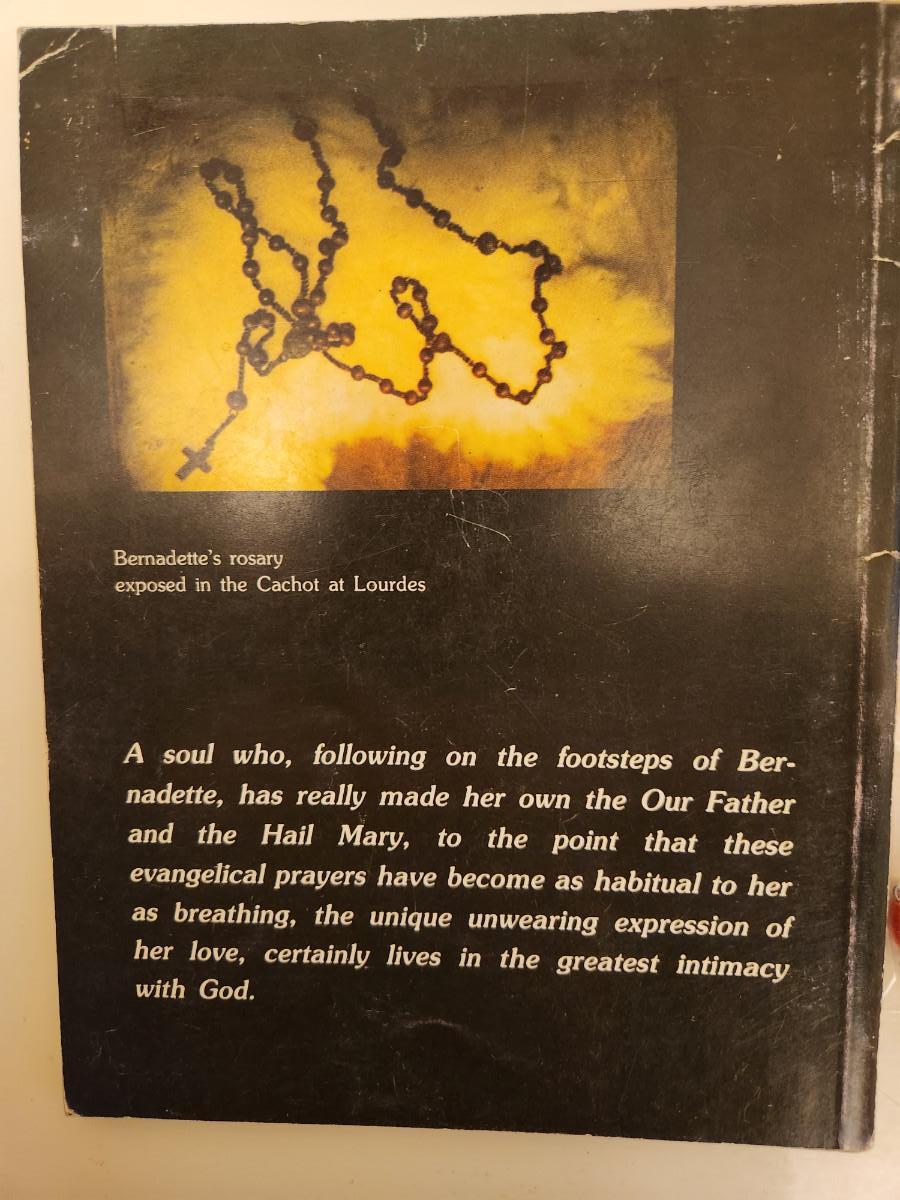 Bernadette's rosary
exposed in the Cachot at Lourdes
A soul who, following on the footsteps of Ber-
nadette, has really made her own the Our Father
and the Hail Mary, to the point that these
evangelical prayers have become as habitual to her
as breathing, the unique unwearing expression of
her love, certainly lives in the greatest intimacy
with God.